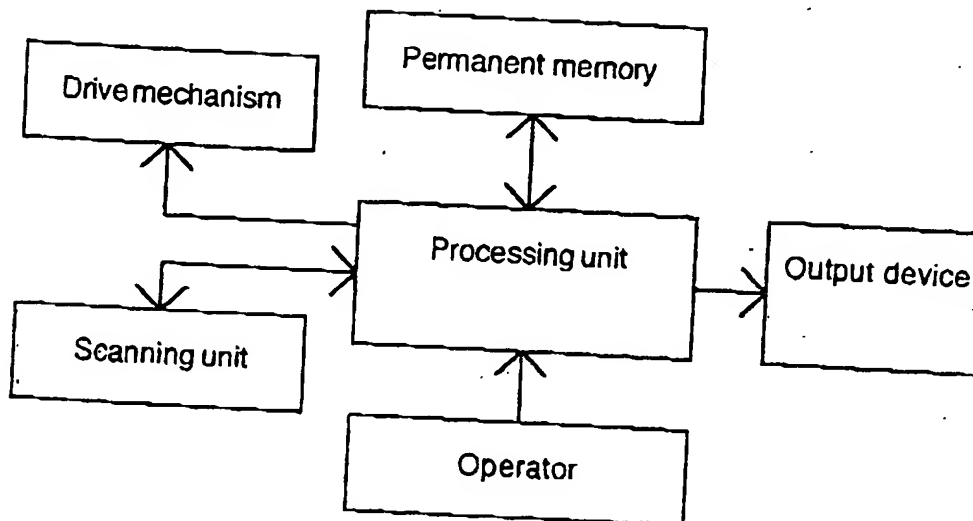 Permanent memory
Drive mechanism
Processing unit
Output device
Scanning unit
Operator